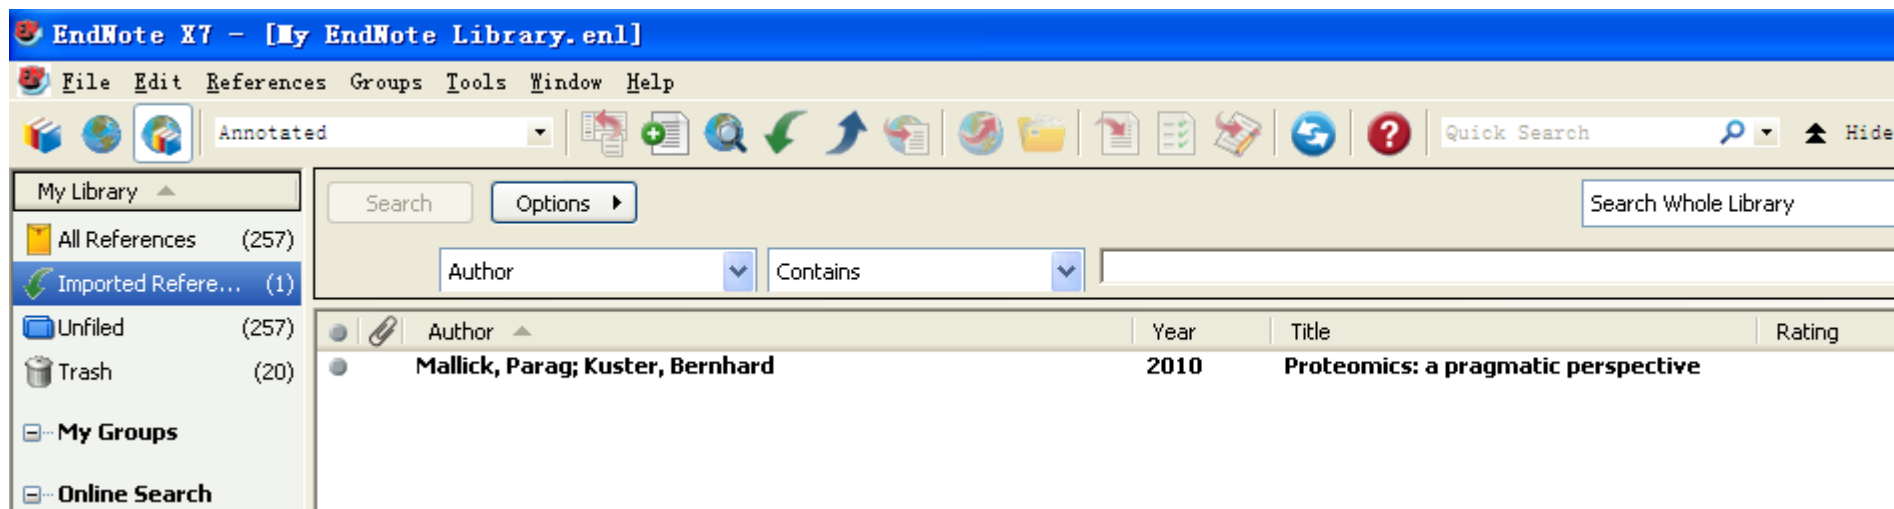 EndNote X7 - [My EndNote Library.enl]
File Edit References Groups Tools Window Help
Annotated Quick Search Hide
My Library
Search Options Search Whole Library
All References (257)
Author Contains
Imported Refere... (1)
Unfiled (257)
Author Year Title Rating
Mallick, Parag; Kuster, Bernhard 2010 Proteomics: a pragmatic perspective
Trash (20)
My Groups
Online Search